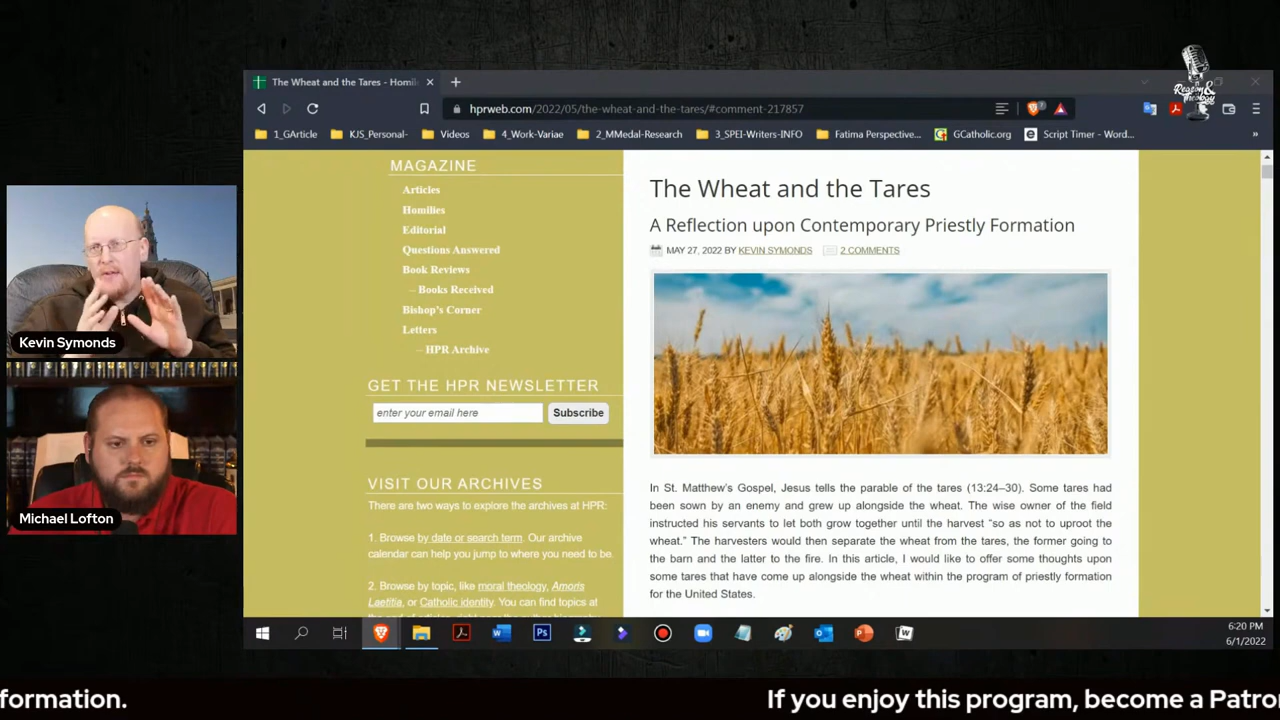 Reason &
Theology
The Wheat and the Tares - Homil
hprweb.com/2022/05/the-wheat-and-the-tares/#comment-217857
1_GArticle
KJS_Personal-
Videos
4_Work-Variae
2_MMedal-Research
3_SPEI-Writers-INFO
Fatima Perspective...
GCatholic.org
Script Timer - Word...
»
MAGAZINE
Articles
Homilies
Editorial
Questions Answered
Book Reviews
– Books Received
Bishop's Corner
Letters
– HPR Archive
GET THE HPR NEWSLETTER
enter your email here
Subscribe
VISIT OUR ARCHIVES
There are two ways to explore the archives at HPR:
1. Browse by date or search term. Our archive
calendar can help you jump to where you need to be.
2. Browse by topic, like moral theology, Amoris
Laetitia, or Catholic identity. You can find topics at
The Wheat and the Tares
A Reflection upon Contemporary Priestly Formation
MAY 27, 2022 BY KEVIN SYMONDS
2 COMMENTS
In St. Matthew's Gospel, Jesus tells the parable of the tares (13:24–30). Some tares had
been sown by an enemy and grew up alongside the wheat. The wise owner of the field
instructed his servants to let both grow together until the harvest "so as not to uproot the
wheat." The harvesters would then separate the wheat from the tares, the former going to
the barn and the latter to the fire. In this article, I would like to offer some thoughts upon
some tares that have come up alongside the wheat within the program of priestly formation
for the United States.
Kevin Symonds
Michael Lofton
6:20 PM
6/1/2022
formation.
If you enjoy this program, become a Patro